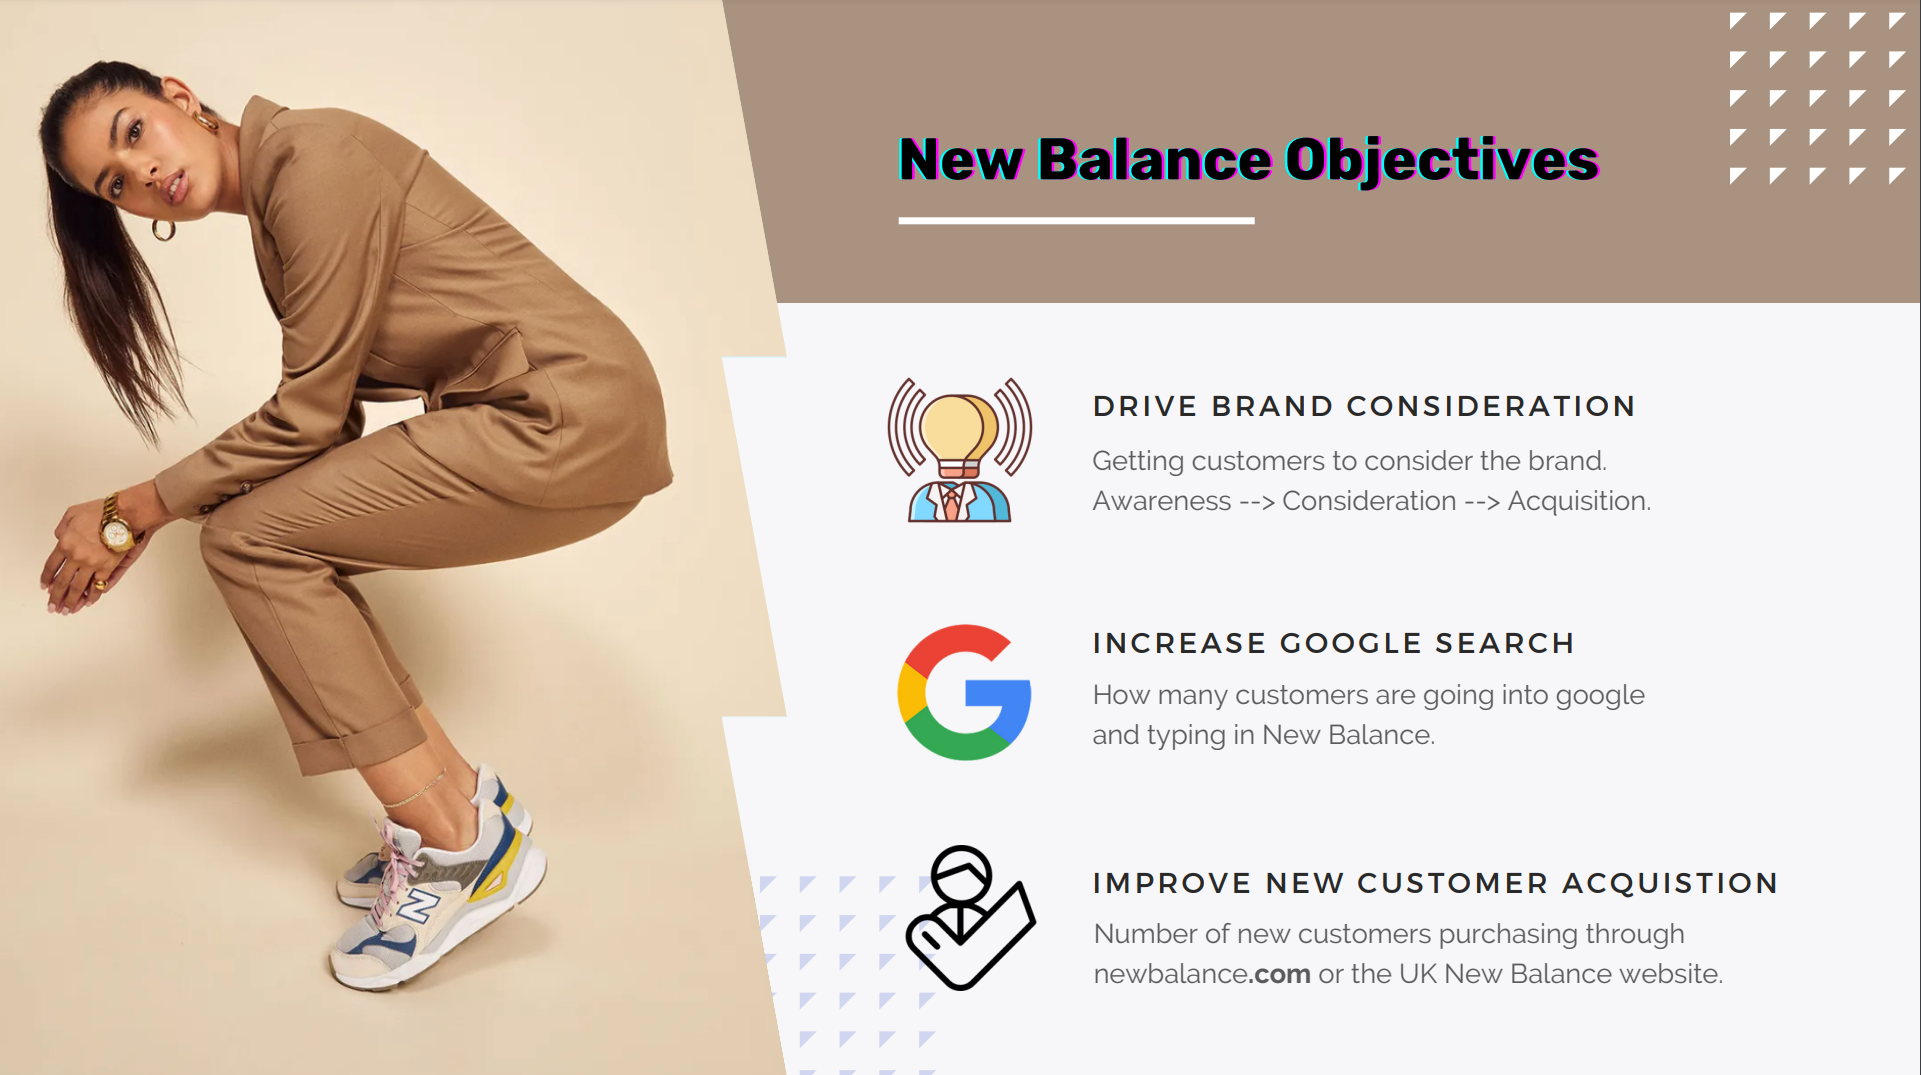 New Balance Objectives
DRIVE BRAND CONSIDERATION
Getting customers to consider the brand.
Awareness --> Consideration --> Acquisition.
INCREASE GOOGLE SEARCH
How many customers are going into google
and typing in New Balance.
IMPROVE NEW CUSTOMER ACQUISTION
Number of new customers purchasing through
newbalance.com or the UK New Balance website.
N